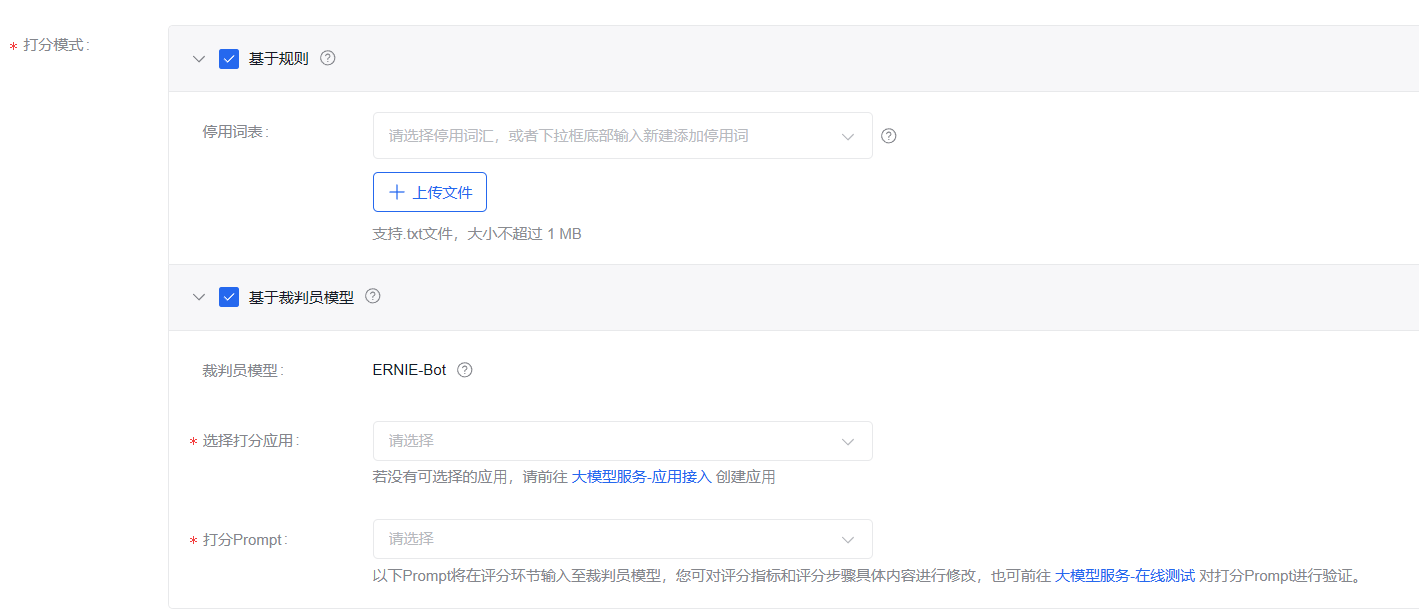 * 打分模式:
基于规则 ?
停用词表:
请选择停用词汇，或者下拉框底部输入新建添加停用词 ?
+ 上传文件
支持.txt文件，大小不超过 1 MB
基于裁判员模型 ?
裁判员模型: ERNIE-Bot ?
* 选择打分应用: 请选择
若没有可选择的应用，请前往 大模型服务-应用接入 创建应用
* 打分Prompt: 请选择
以下Prompt将在评分环节输入至裁判员模型，您可对评分指标和评分步骤具体内容进行修改，也可前往 大模型服务-在线测试 对打分Prompt进行验证。